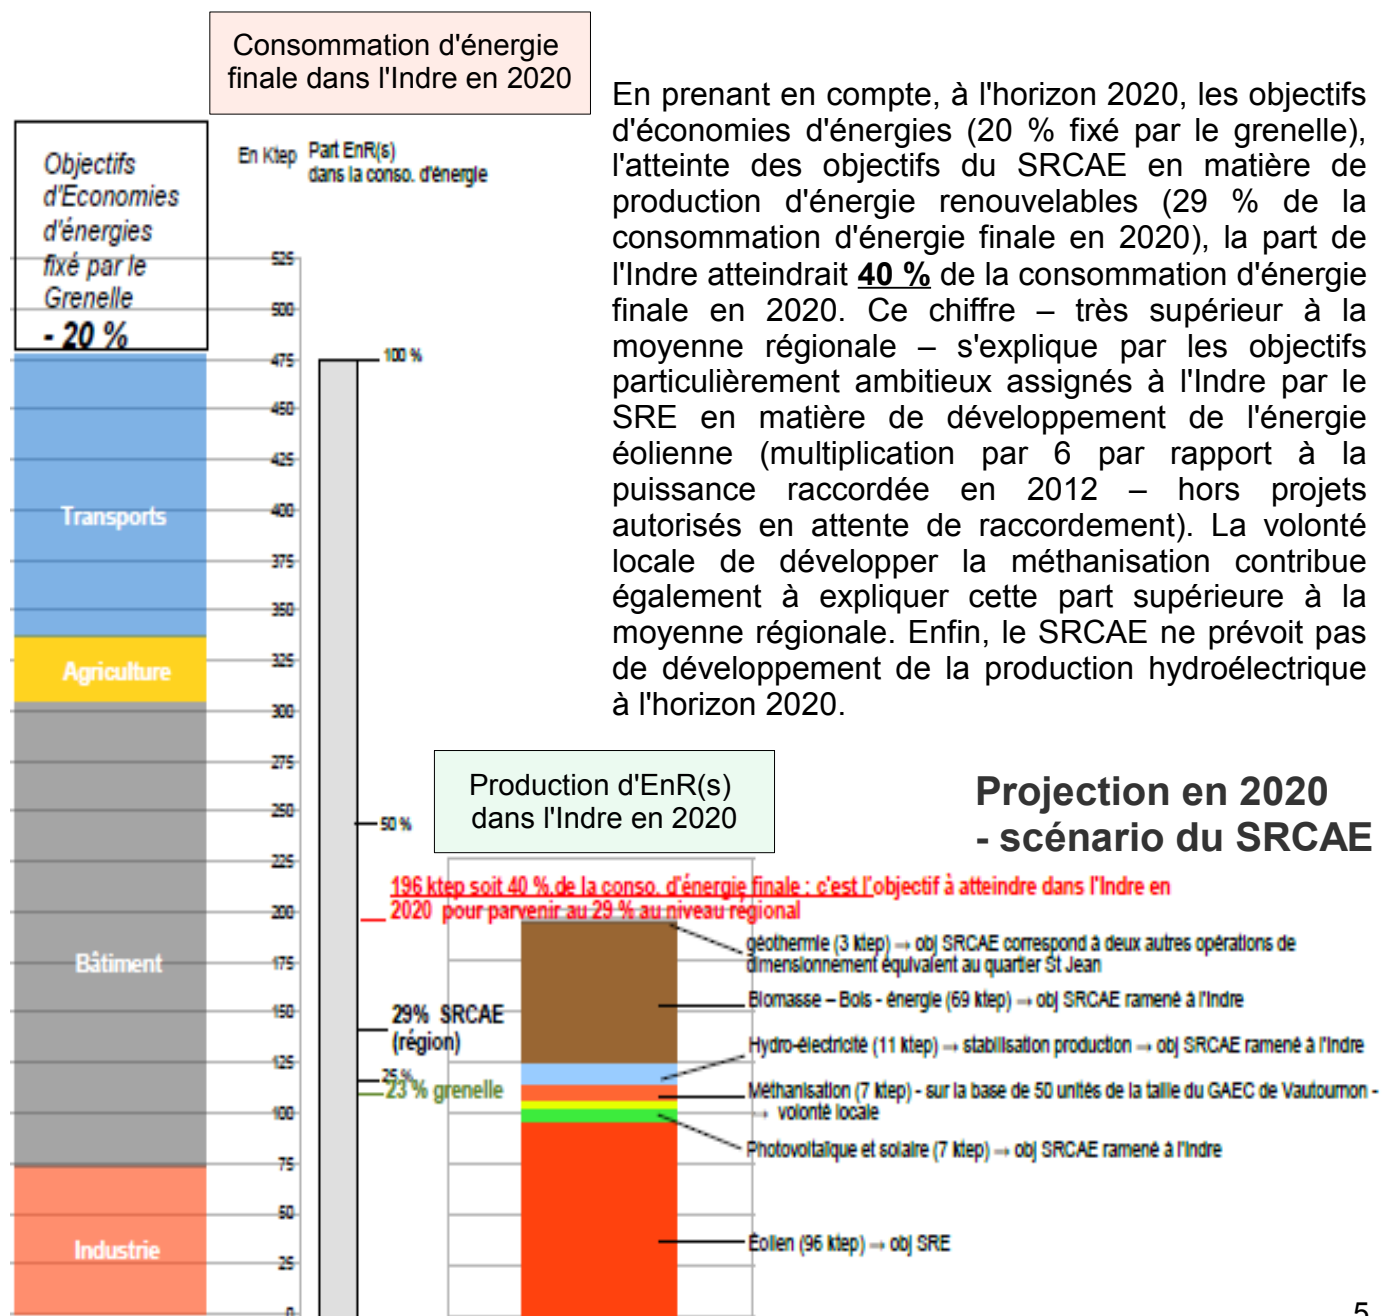 Consommation d'énergie
finale dans l'Indre en 2020
Objectifs
d'Economies
d'énergies
fixé par le
Grenelle
- 20 %
En Ktep
Part EnR(s)
dans la conso. d'énergie
En prenant en compte, à l'horizon 2020, les objectifs
d'économies d'énergies (20 % fixé par le grenelle),
l'atteinte des objectifs du SRCAE en matière de
production d'énergie renouvelables (29 % de la
consommation d'énergie finale en 2020), la part de
l'Indre atteindrait 40 % de la consommation d'énergie
finale en 2020. Ce chiffre – très supérieur à la
moyenne régionale – s'explique par les objectifs
particulièrement ambitieux assignés à l'Indre par le
SRE en matière de développement de l'énergie
éolienne (multiplication par 6 par rapport à la
puissance raccordée en 2012 – hors projets
autorisés en attente de raccordement). La volonté
locale de développer la méthanisation contribue
également à expliquer cette part supérieure à la
moyenne régionale. Enfin, le SRCAE ne prévoit pas
de développement de la production hydroélectrique
à l'horizon 2020.
525
500
475
450
425
400
375
350
325
300
275
250
225
200
175
150
125
100
75
50
25
0
Transports
Agriculture
Bâtiment
Industrie
100 %
50 %
29% SRCAE
(région)
25 %
23 % grenelle
Production d'EnR(s)
dans l'Indre en 2020
Projection en 2020
- scénario du SRCAE
196 ktep soit 40 % de la conso. d'énergie finale : c'est l'objectif à atteindre dans l'Indre en
2020 pour parvenir au 29 % au niveau régional
géothermie (3 ktep) → obj SRCAE correspond à deux autres opérations de
dimensionnement équivalent au quartier St Jean
Biomasse – Bois - énergie (69 ktep) → obj SRCAE ramené à l'Indre
Hydro-électricité (11 ktep) → stabilisation production → obj SRCAE ramené à l'Indre
Méthanisation (7 ktep) - sur la base de 50 unités de la taille du GAEC de Vautournon -
→ volonté locale
Photovoltaïque et solaire (7 ktep) → obj SRCAE ramené à l'Indre
Éolien (96 ktep) → obj SRE
5